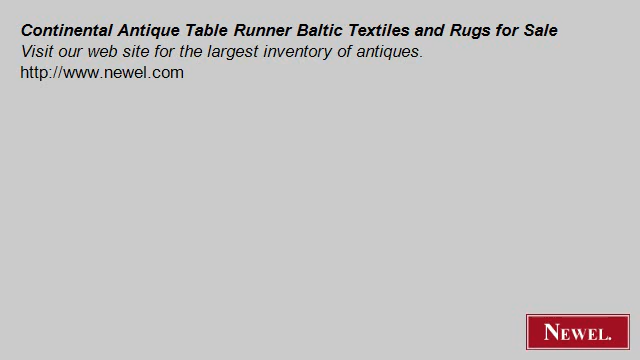 Continental Antique Table Runner Baltic Textiles and Rugs for Sale
Visit our web site for the largest inventory of antiques.
http://www.newel.com
NEWEL.